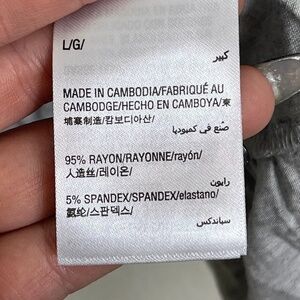 L/G/
كبير
MADE IN CAMBODIA/FABRIQUÉ AU
CAMBODGE/HECHO EN CAMBOYA/東
埔寨制造/캄보디아산/
صُنع في كمبوديا
95% RAYON/RAYONNE/rayón/
人造丝/레이온/
رايون
5% SPANDEX/SPANDEX/elastano/
氨纶/스판덱스/
سباندكس